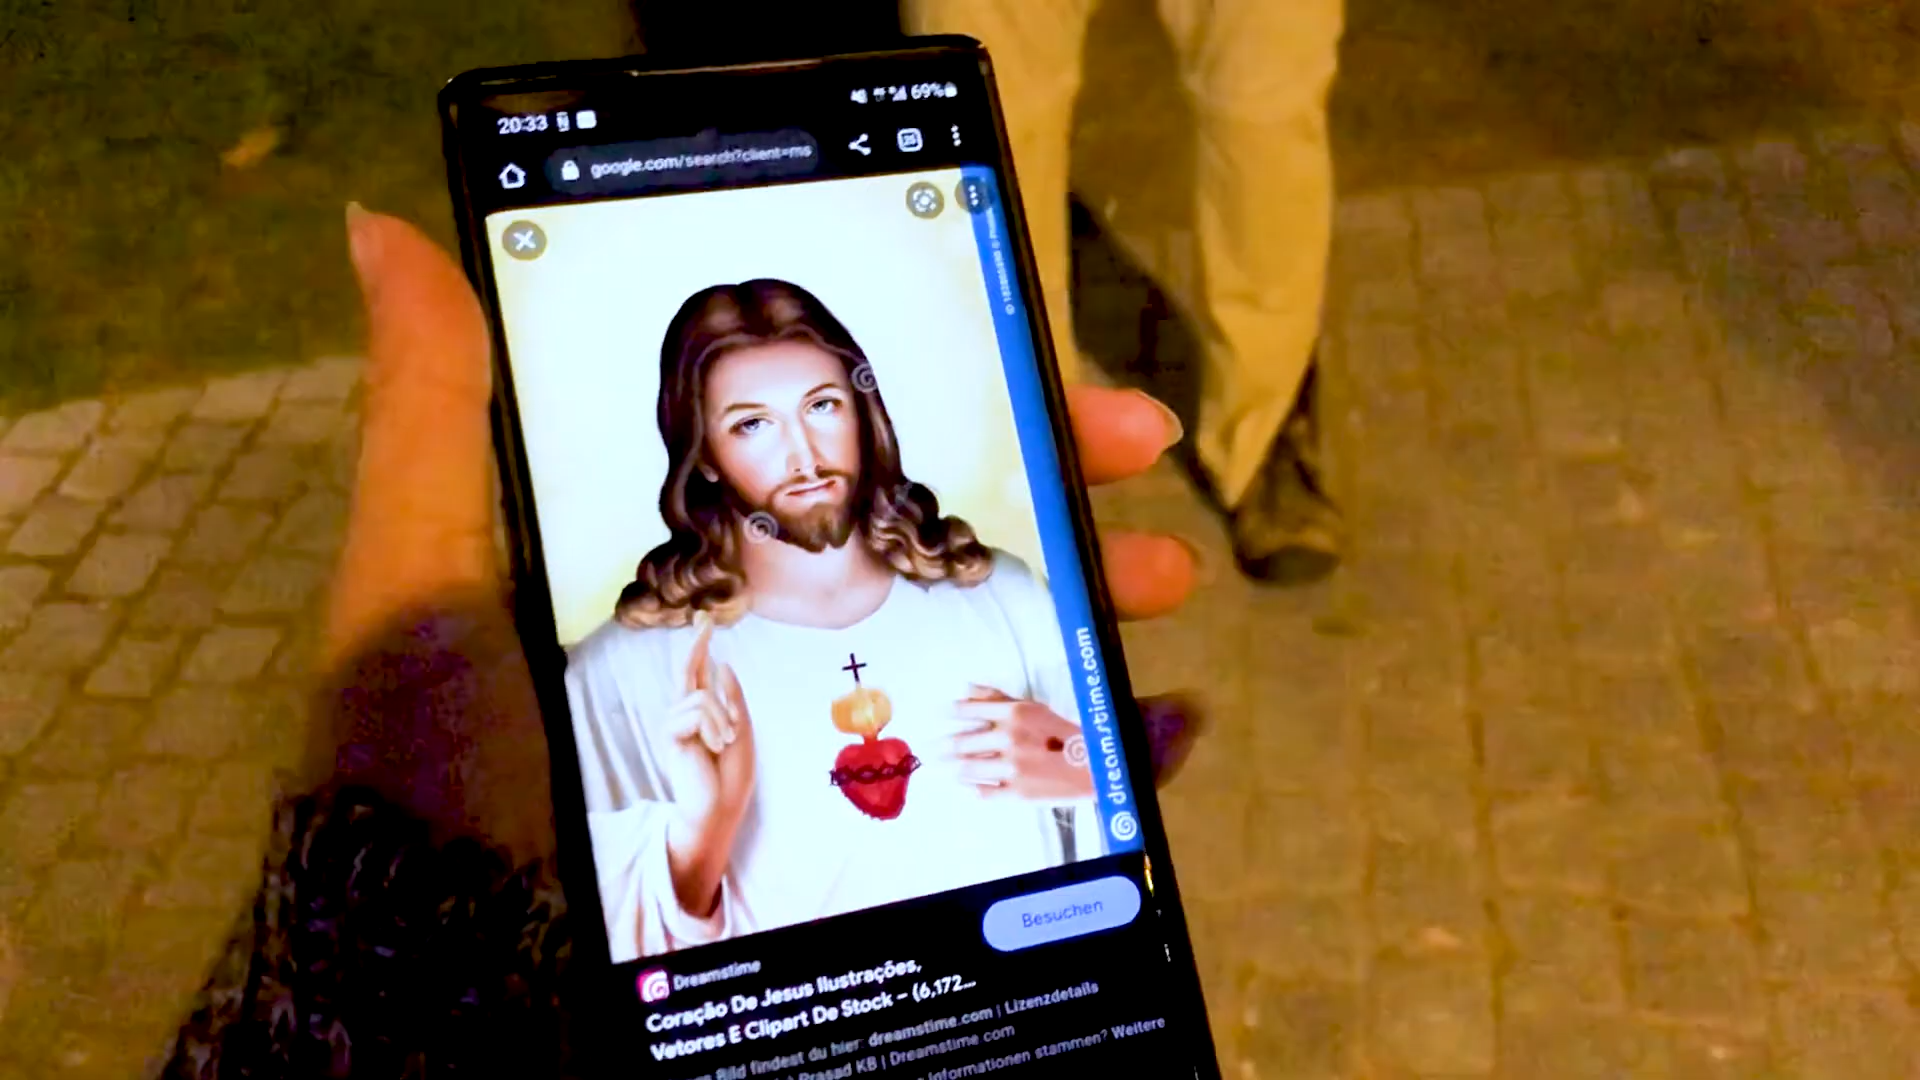 20:33
69%
google.com/search?client=ms
dreamstime.com
Besuchen
Dreamstime
Coração De Jesus Ilustrações,
Vetores E Clipart De Stock – (6,172...
Bild findest du hier: dreamstime.com | Lizenzdetails
Prasad KB | Dreamstime.com
Informationen stammen? Weitere